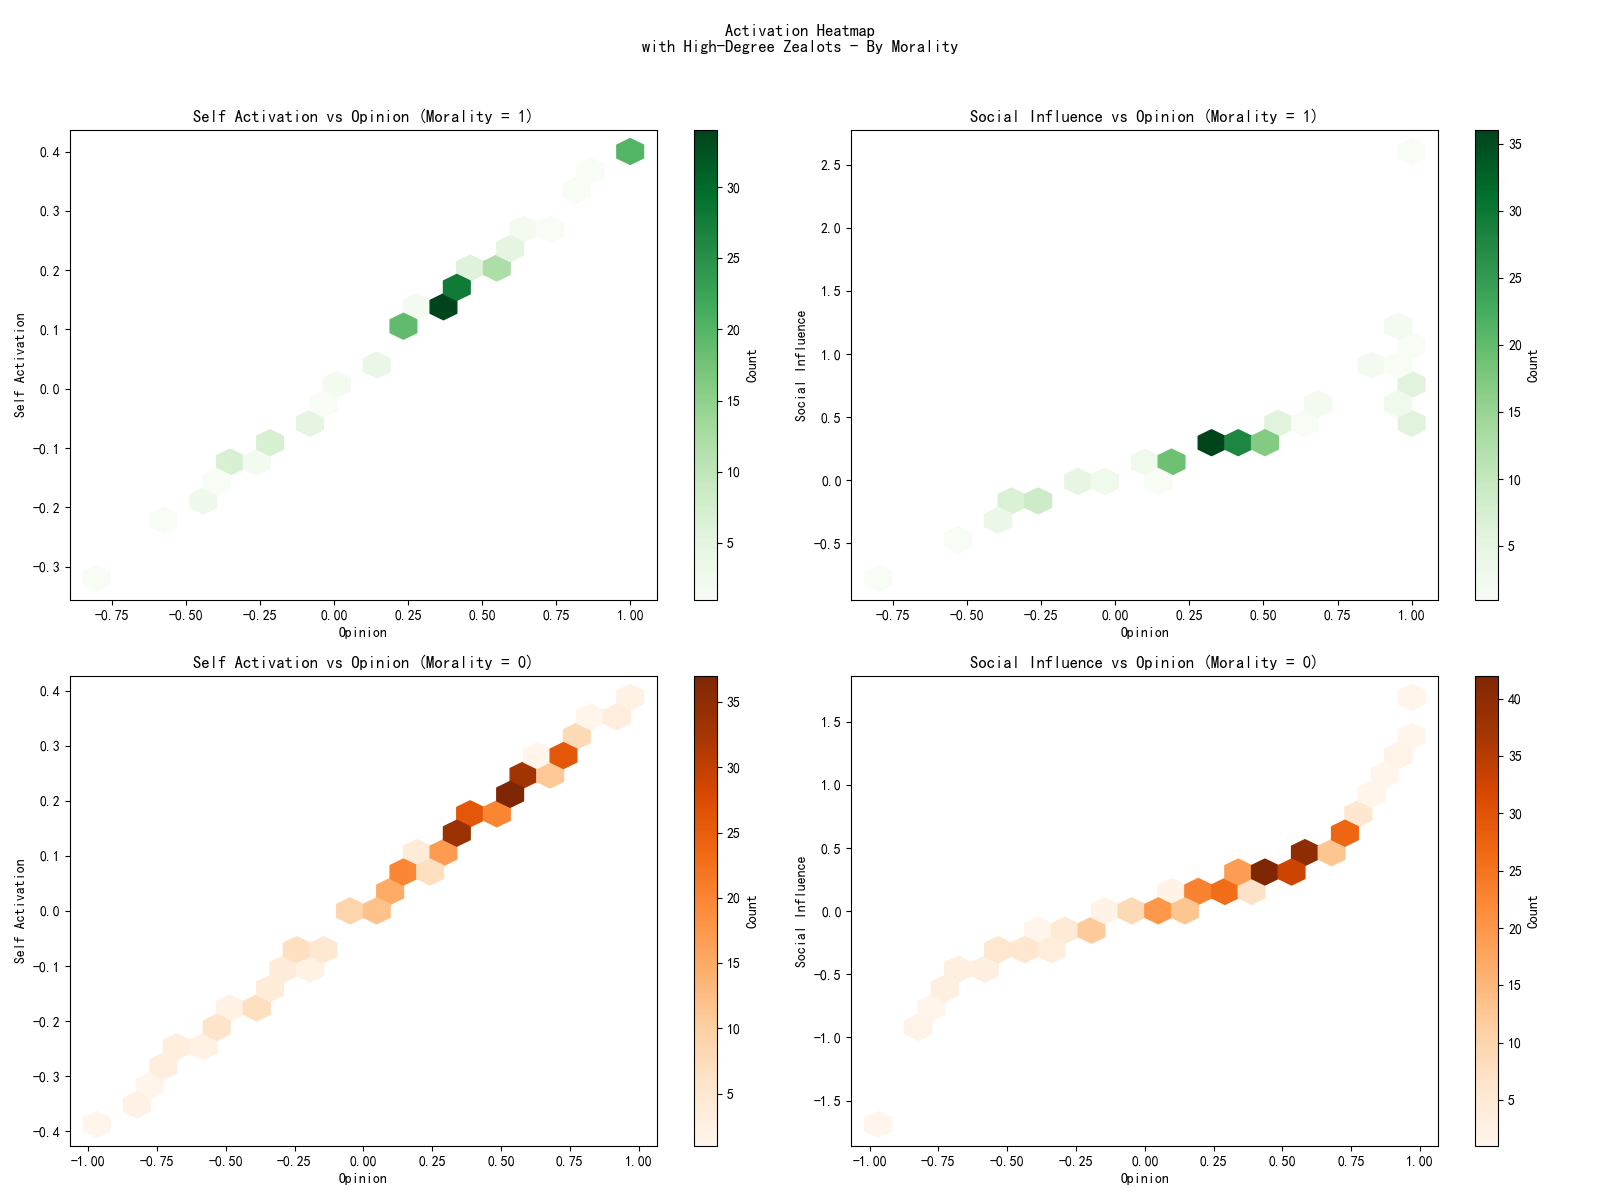 Activation Heatmap
with High-Degree Zealots - By Morality
Self Activation vs Opinion (Morality = 1)
0.4
0.3
0.2
0.1
0.0
-0.1
-0.2
-0.3
Self Activation
-0.75 -0.50 -0.25 0.00 0.25 0.50 0.75 1.00
Opinion
30
25
20
15
10
5
Count
Social Influence vs Opinion (Morality = 1)
2.5
2.0
1.5
1.0
0.5
0.0
-0.5
Social Influence
-0.75 -0.50 -0.25 0.00 0.25 0.50 0.75 1.00
Opinion
35
30
25
20
15
10
5
Count
Self Activation vs Opinion (Morality = 0)
0.4
0.3
0.2
0.1
0.0
-0.1
-0.2
-0.3
-0.4
Self Activation
-1.00 -0.75 -0.50 -0.25 0.00 0.25 0.50 0.75 1.00
Opinion
35
30
25
20
15
10
5
Count
Social Influence vs Opinion (Morality = 0)
1.5
1.0
0.5
0.0
-0.5
-1.0
-1.5
Social Influence
-1.00 -0.75 -0.50 -0.25 0.00 0.25 0.50 0.75 1.00
Opinion
40
35
30
25
20
15
10
5
Count